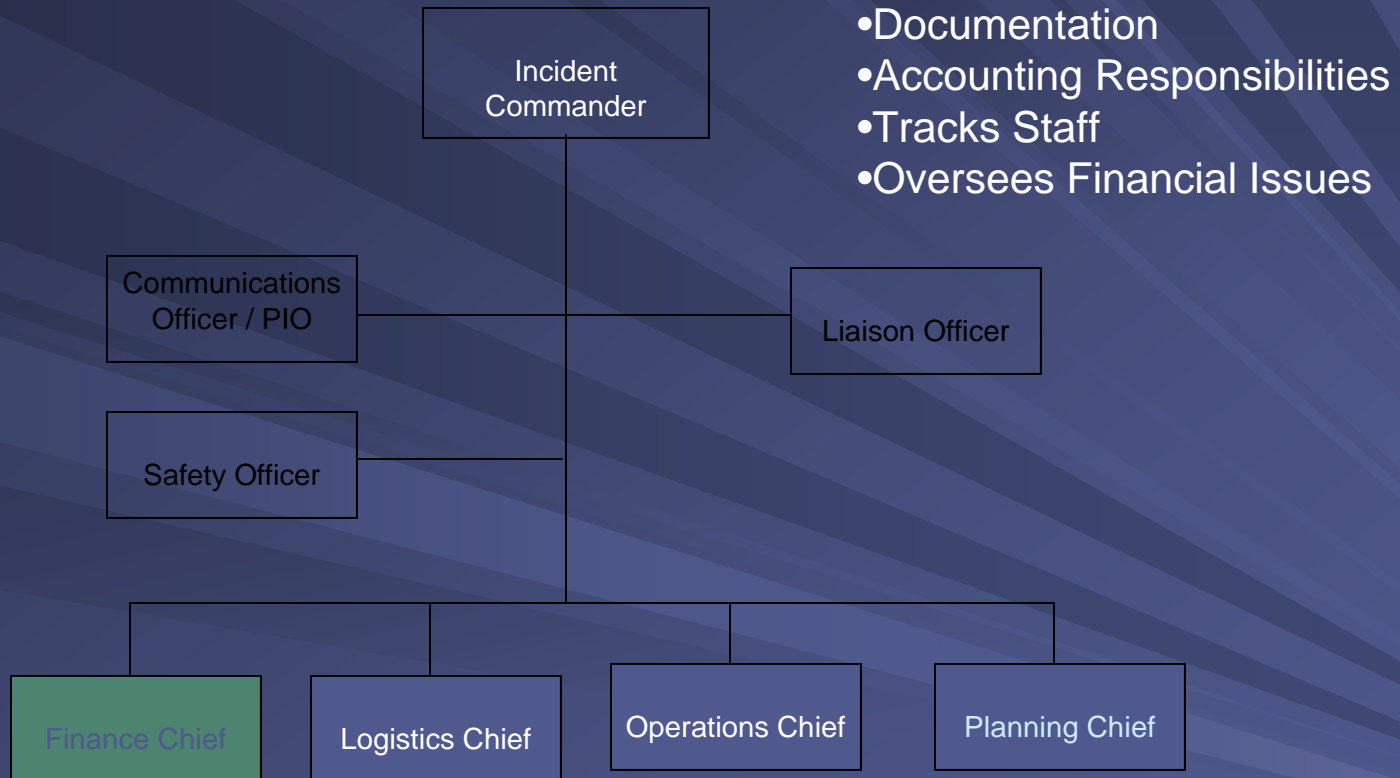 •Documentation
•Accounting Responsibilities
•Tracks Staff
•Oversees Financial Issues
Incident
Commander
Communications
Officer / PIO
Liaison Officer
Safety Officer
Finance Chief
Logistics Chief
Operations Chief
Planning Chief